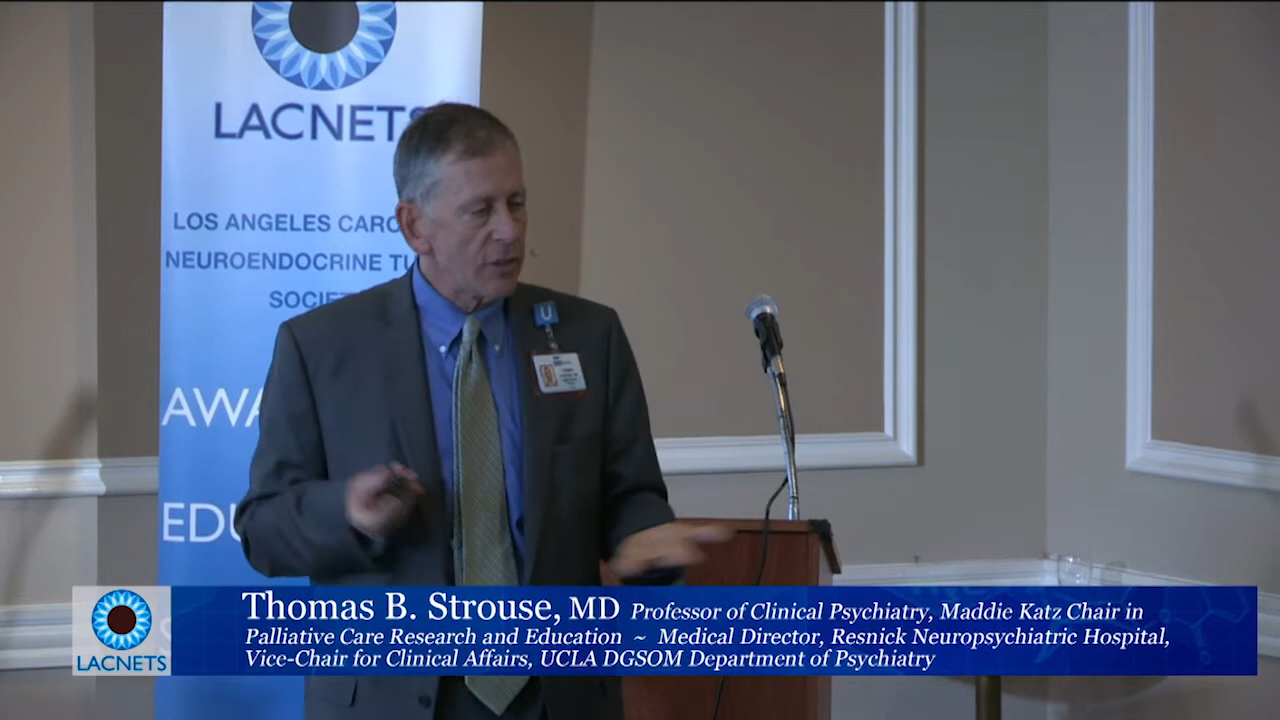 LACNETS
LOS ANGELES CARC
NEUROENDOCRINE TU
SOCIET
AWA
EDU
U
Thomas B. Strouse, MD Professor of Clinical Psychiatry, Maddie Katz Chair in
Palliative Care Research and Education ~ Medical Director, Resnick Neuropsychiatric Hospital,
Vice-Chair for Clinical Affairs, UCLA DGSOM Department of Psychiatry
LACNETS